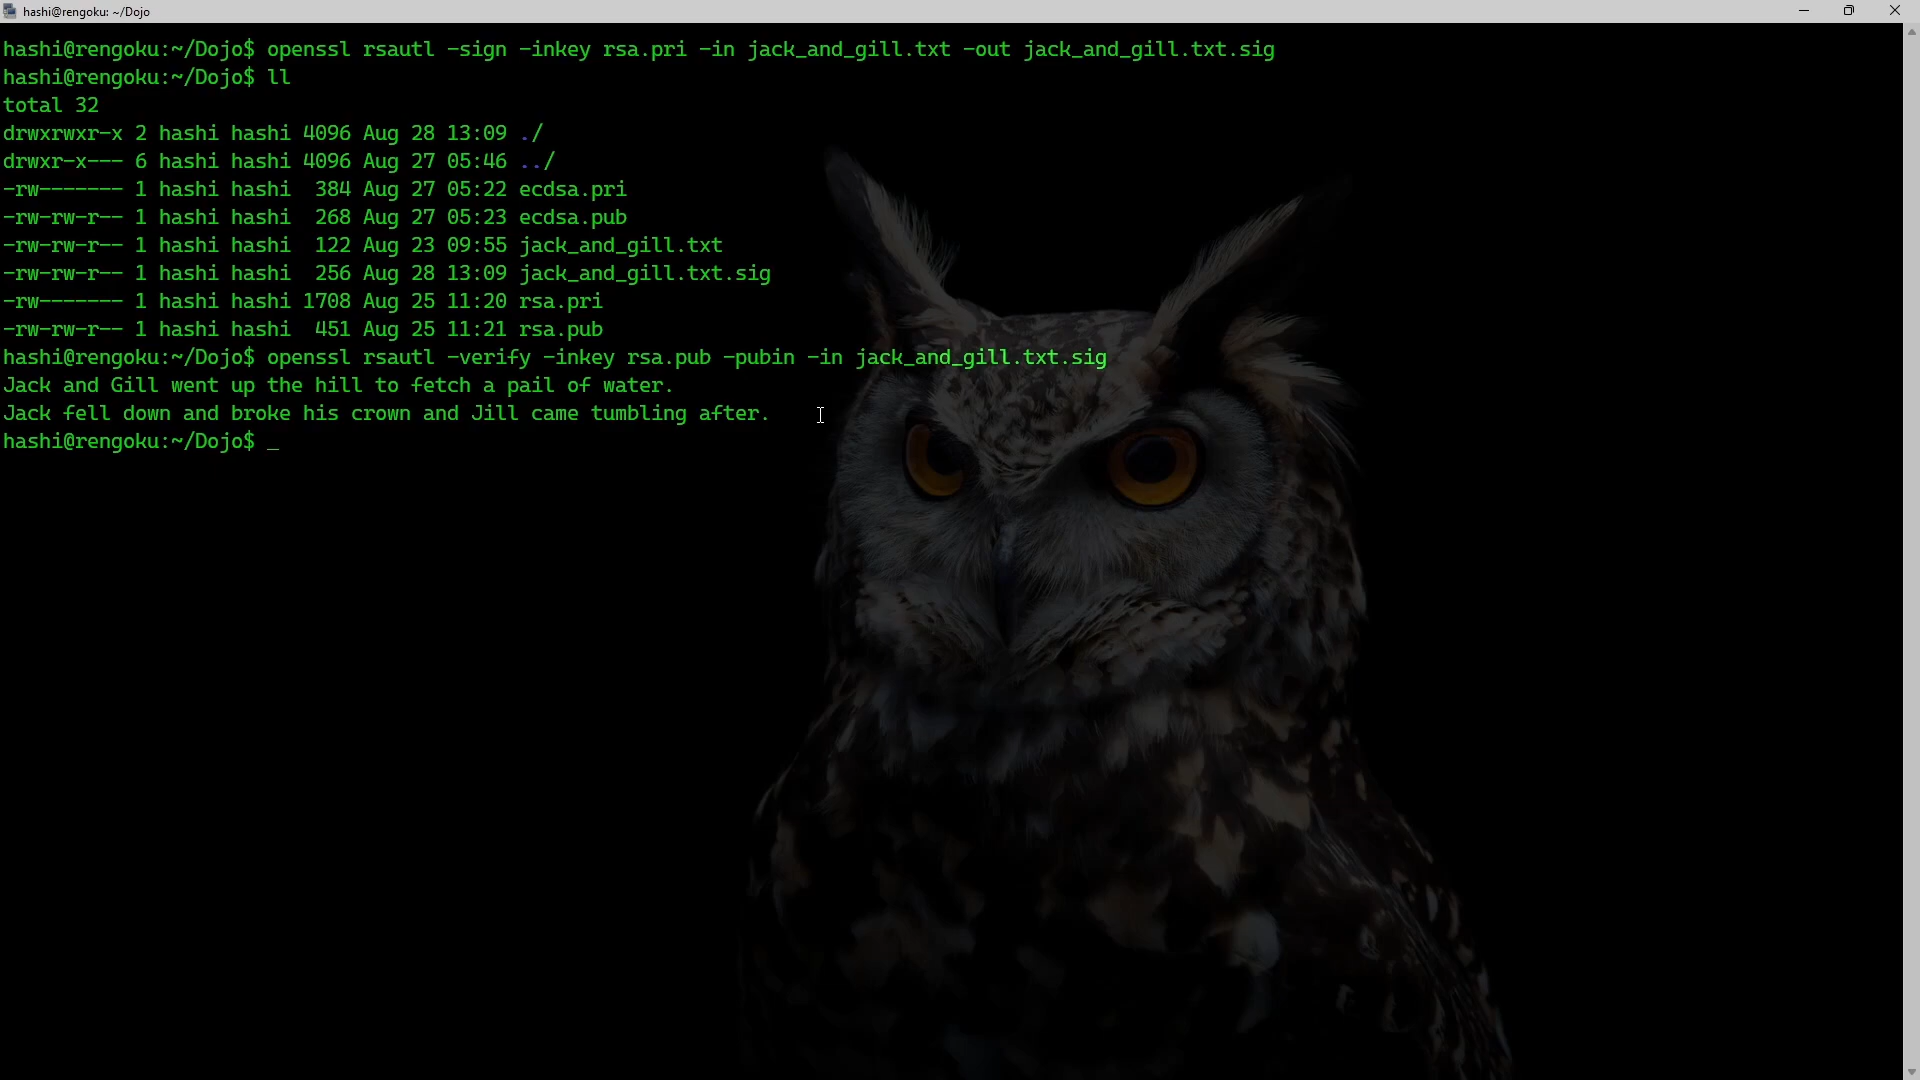 hashi@rengoku: ~/Dojo
hashi@rengoku:~/Dojo$ openssl rsautl -sign -inkey rsa.pri -in jack_and_gill.txt -out jack_and_gill.txt.sig
hashi@rengoku:~/Dojo$ ll
total 32
drwxrwxr-x 2 hashi hashi 4096 Aug 28 13:09 ./
drwxr-x--- 6 hashi hashi 4096 Aug 27 05:46 ../
-rw------- 1 hashi hashi  384 Aug 27 05:22 ecdsa.pri
-rw-rw-r-- 1 hashi hashi  268 Aug 27 05:23 ecdsa.pub
-rw-rw-r-- 1 hashi hashi  122 Aug 23 09:55 jack_and_gill.txt
-rw-rw-r-- 1 hashi hashi  256 Aug 28 13:09 jack_and_gill.txt.sig
-rw------- 1 hashi hashi 1708 Aug 25 11:20 rsa.pri
-rw-rw-r-- 1 hashi hashi  451 Aug 25 11:21 rsa.pub
hashi@rengoku:~/Dojo$ openssl rsautl -verify -inkey rsa.pub -pubin -in jack_and_gill.txt.sig
Jack and Gill went up the hill to fetch a pail of water.
Jack fell down and broke his crown and Jill came tumbling after.
hashi@rengoku:~/Dojo$ _